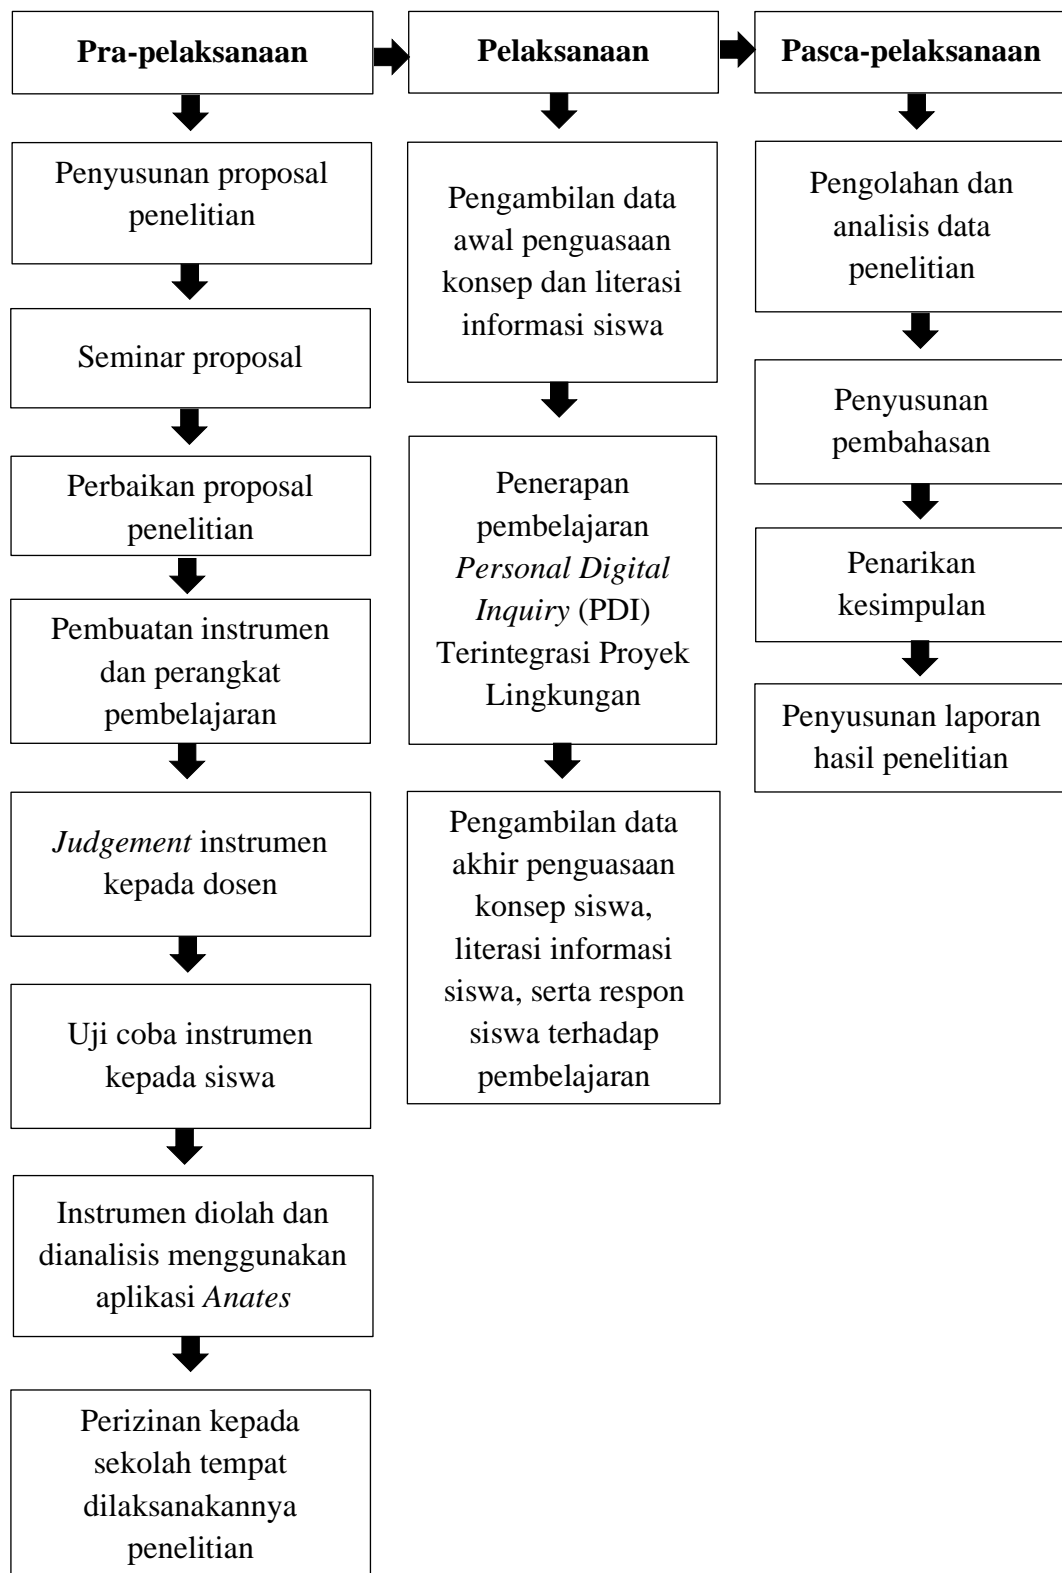 Pra-pelaksanaan
Penyusunan proposal
penelitian
Seminar proposal
Perbaikan proposal
penelitian
Pembuatan instrumen
dan perangkat
pembelajaran
Judgement instrumen
kepada dosen
Uji coba instrumen
kepada siswa
Instrumen diolah dan
dianalisis menggunakan
aplikasi Anates
Perizinan kepada
sekolah tempat
dilaksanakannya
penelitian
Pelaksanaan
Pengambilan data
awal penguasaan
konsep dan literasi
informasi siswa
Penerapan
pembelajaran
Personal Digital
Inquiry (PDI)
Terintegrasi Proyek
Lingkungan
Pengambilan data
akhir penguasaan
konsep siswa,
literasi informasi
siswa, serta respon
siswa terhadap
pembelajaran
Pasca-pelaksanaan
Pengolahan dan
analisis data
penelitian
Penyusunan
pembahasan
Penarikan
kesimpulan
Penyusunan laporan
hasil penelitian